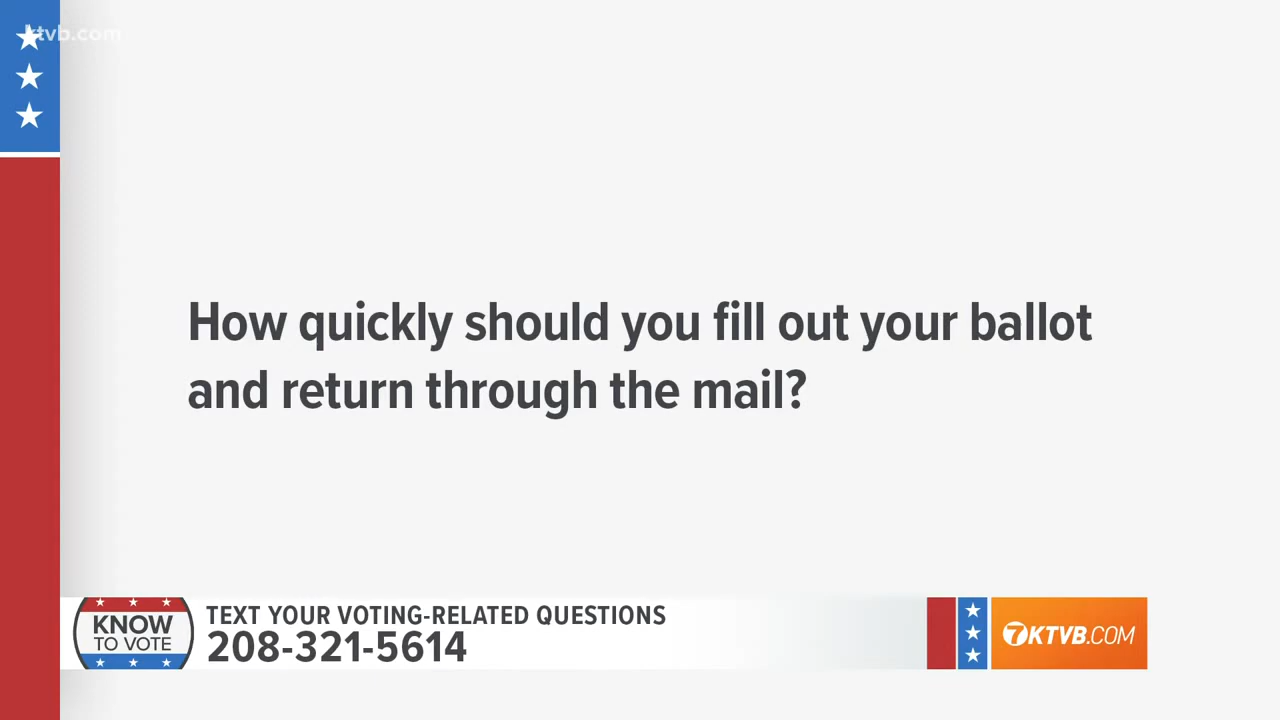 ktvb.com
How quickly should you fill out your ballot
and return through the mail?
KNOW
TO VOTE
TEXT YOUR VOTING-RELATED QUESTIONS
208-321-5614
7KTVB.COM